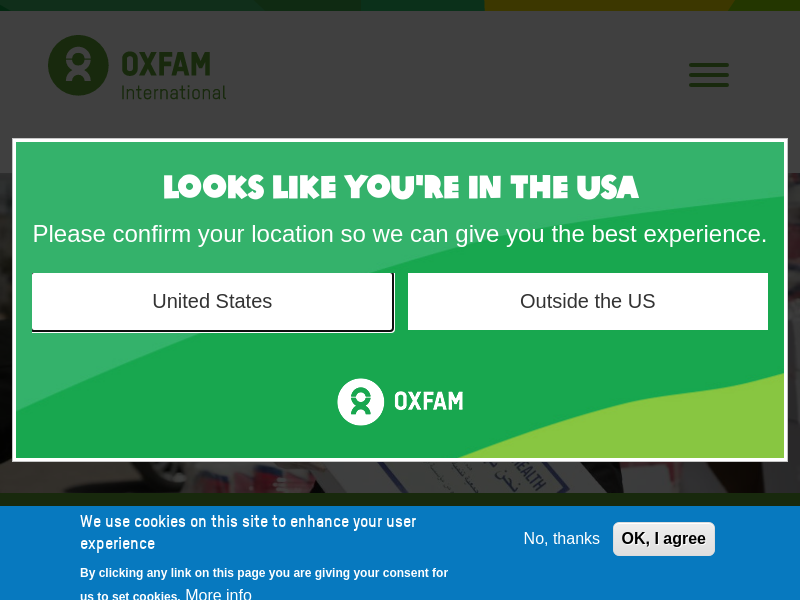 OXFAM
International
LOOKS LIKE YOU'RE IN THE USA
Please confirm your location so we can give you the best experience.
United States
Outside the US
OXFAM
HEALTH
We use cookies on this site to enhance your user
experience
No, thanks
OK, I agree
By clicking any link on this page you are giving your consent for
us to set cookies. More info